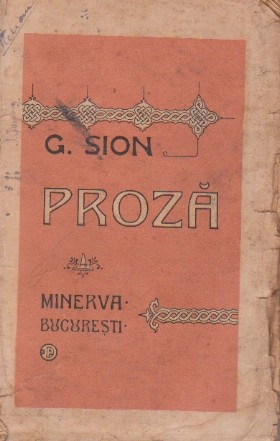 G. SION
PROZĂ
MINERVA·
BUCUREȘTI·
P